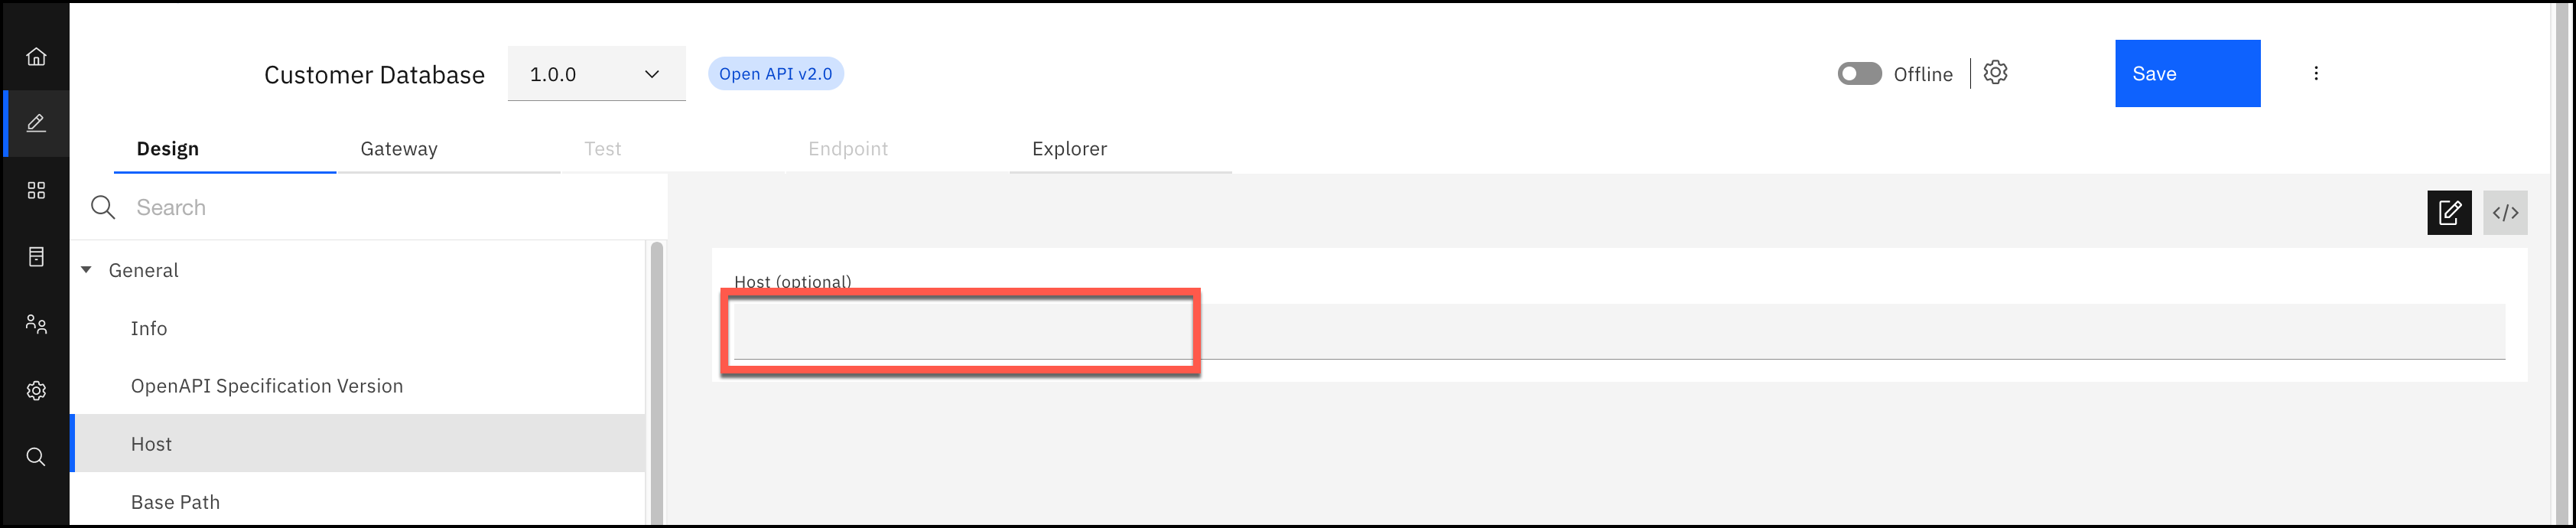 Customer Database
1.0.0
Open API v2.0
Offline
Save
Design
Gateway
Test
Endpoint
Explorer
Search
General
Info
OpenAPI Specification Version
Host
Base Path
</>
Host (optional)